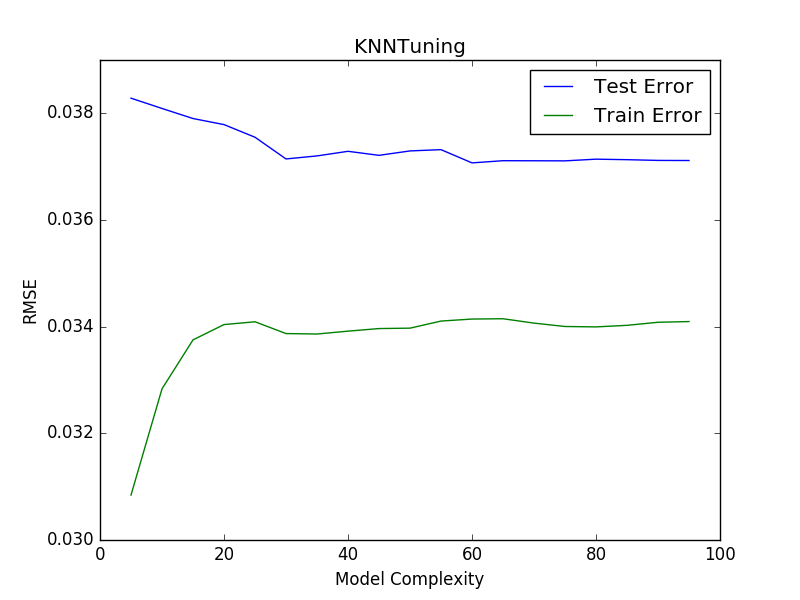 KNNTuning
Test Error
Train Error
0.038
0.036
0.034
0.032
0.030
RMSE
0 20 40 60 80 100
Model Complexity